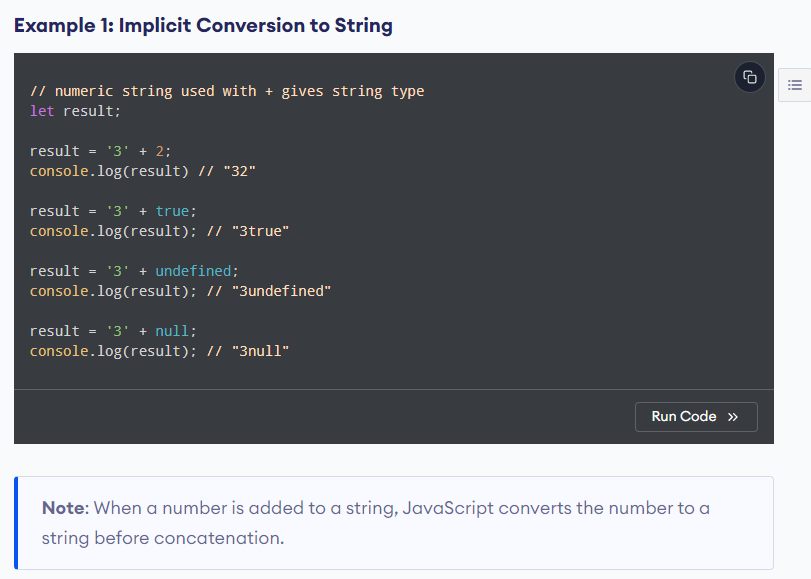 Example 1: Implicit Conversion to String
// numeric string used with + gives string type
let result;
result = '3' + 2;
console.log(result) // "32"
result = '3' + true;
console.log(result); // "3true"
result = '3' + undefined;
console.log(result); // "3undefined"
result = '3' + null;
console.log(result); // "3null"
Run Code »
Note: When a number is added to a string, JavaScript converts the number to a
string before concatenation.